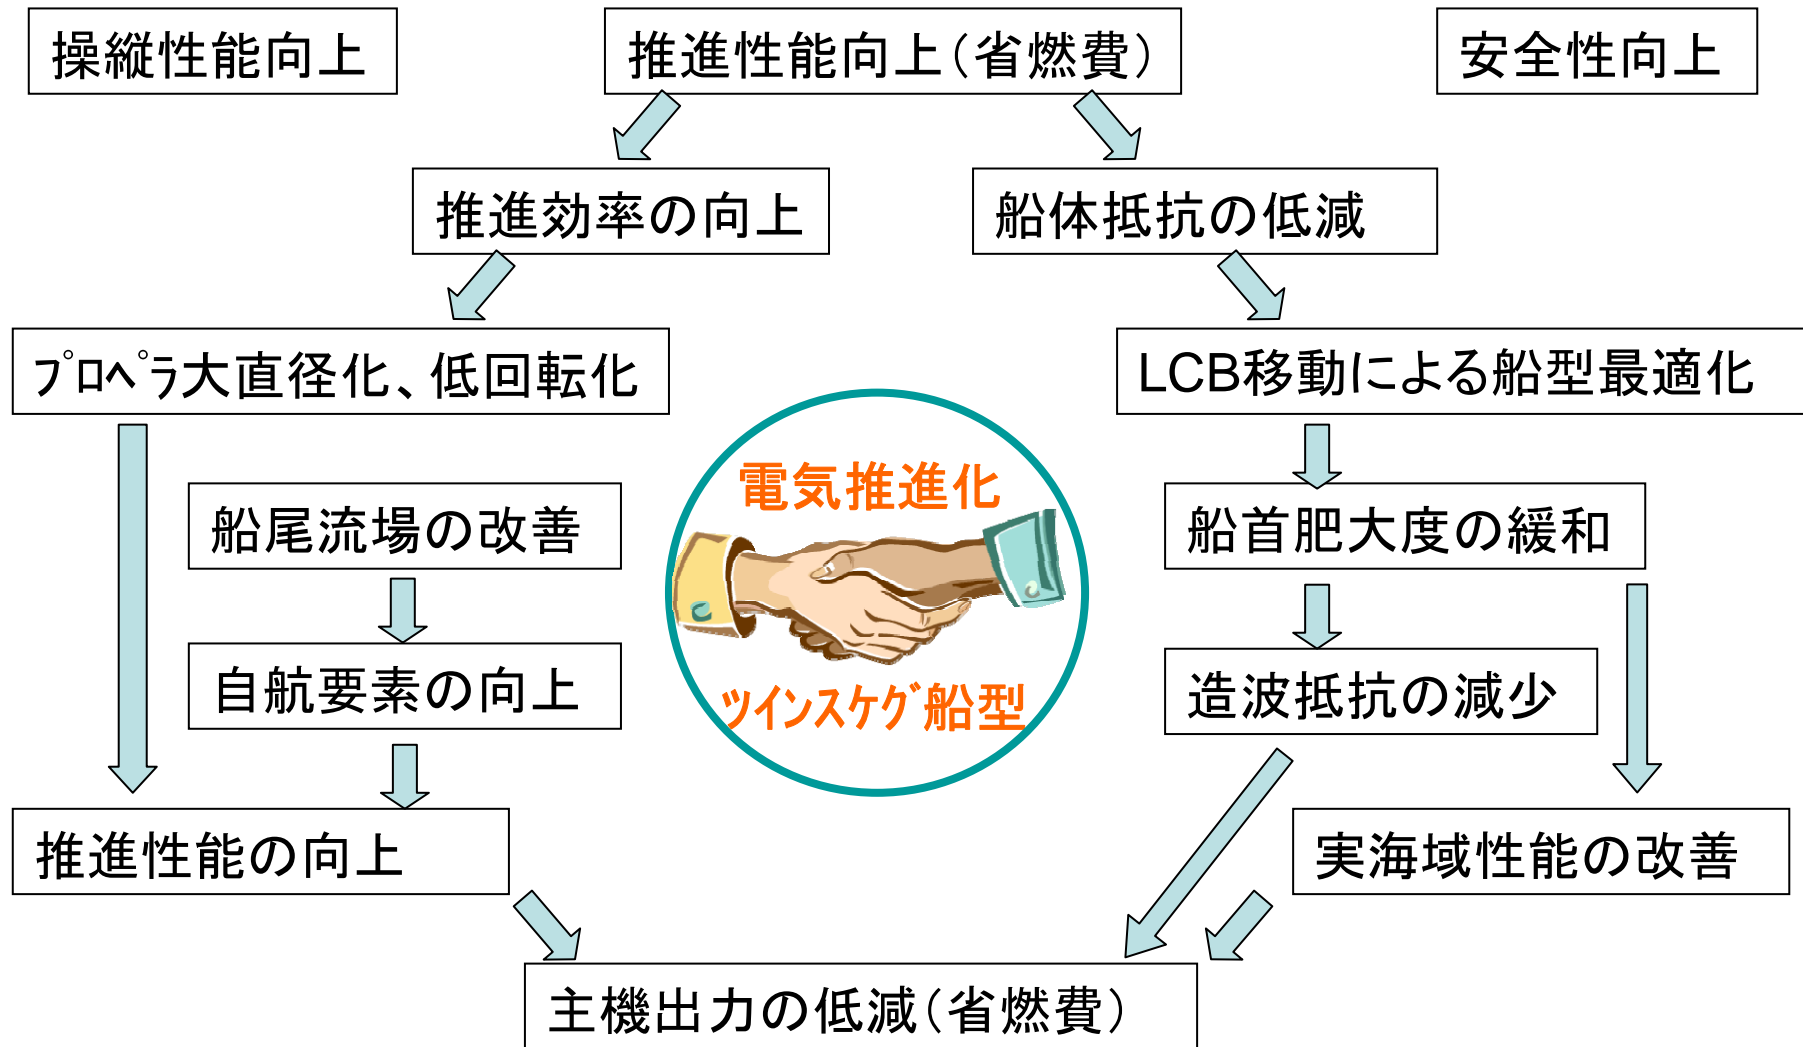 操縦性能向上
推進性能向上（省燃費）
安全性向上
推進効率の向上
船体抵抗の低減
ﾌﾟﾛﾍﾟﾗ大直径化、低回転化
LCB移動による船型最適化
電気推進化
船尾流場の改善
船首肥大度の緩和
自航要素の向上
ﾂｲﾝｽｹｸﾞ船型
造波抵抗の減少
推進性能の向上
実海域性能の改善
主機出力の低減（省燃費）